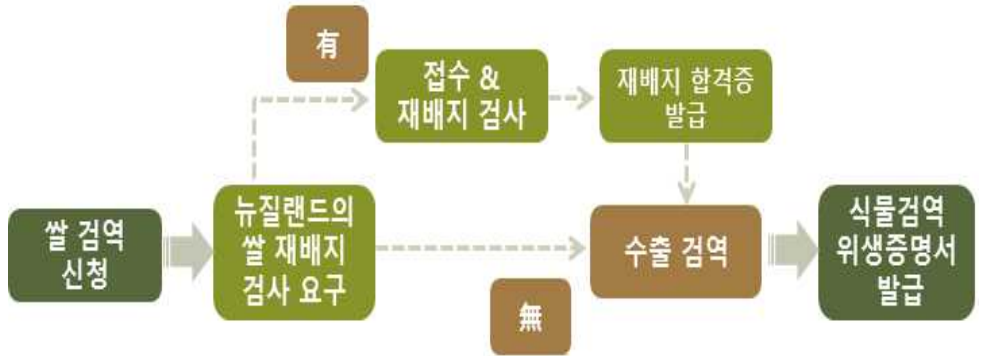 有
접수 &
재배지 검사
재배지 합격증
발급
쌀 검역
신청
뉴질랜드의
쌀 재배지
검사 요구
수출 검역
식물검역
위생증명서
발급
無